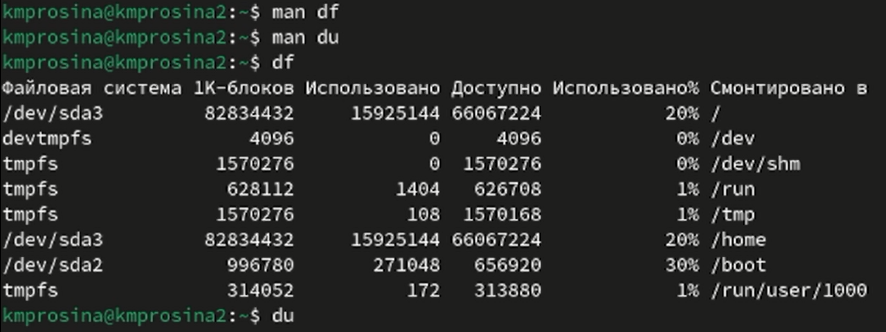 kmprosina@kmprosina2:~$ man df
kmprosina@kmprosina2:~$ man du
kmprosina@kmprosina2:~$ df
Файловая система 1K-блоков Использовано Доступно Использовано% Смонтировано в
/dev/sda3 82834432 15925144 66067224 20% /
devtmpfs 4096 0 4096 0% /dev
tmpfs 1570276 0 1570276 0% /dev/shm
tmpfs 628112 1404 626708 1% /run
tmpfs 1570276 108 1570168 1% /tmp
/dev/sda3 82834432 15925144 66067224 20% /home
/dev/sda2 996780 271048 656920 30% /boot
tmpfs 314052 172 313880 1% /run/user/1000
kmprosina@kmprosina2:~$ du